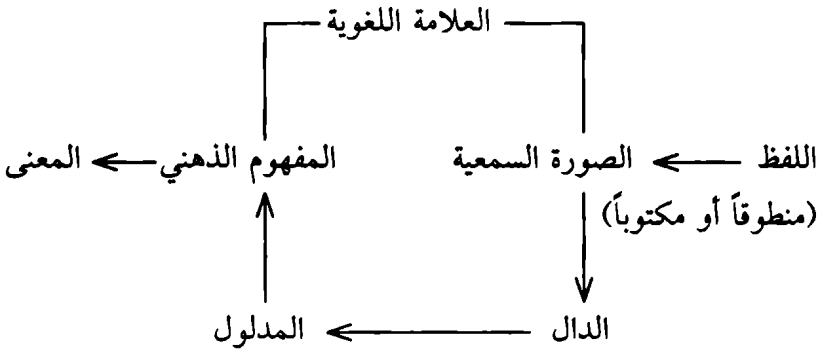 العلامة اللغوية
اللفظ الصورة السمعية المفهوم الذهني المعنى
(منطوقاً أو مكتوباً)
الدال المدلول